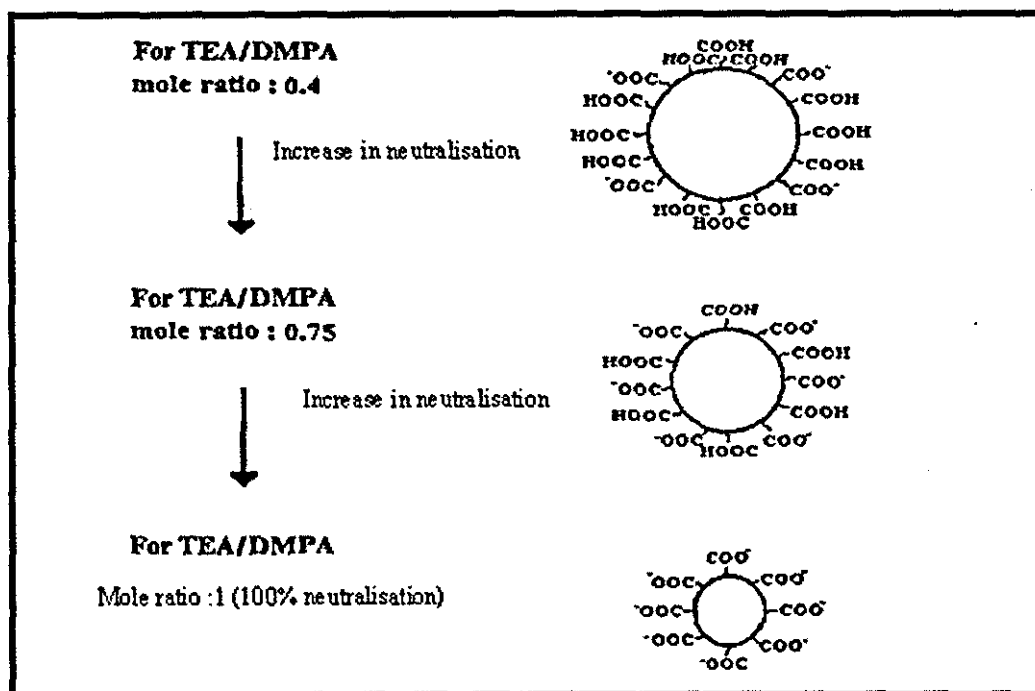 For TEA/DMPA
mole ratio : 0.4
Increase in neutralisation
For TEA/DMPA
mole ratio : 0.75
Increase in neutralisation
For TEA/DMPA
Mole ratio :1 (100% neutralisation)
COOH
HOOC COOH
⁻OOC COO⁻
HOOC COOH
HOOC COOH
HOOC COOH
⁻OOC COO⁻
HOOC COOH
HOOC
COOH
⁻OOC COO⁻
HOOC COOH
⁻OOC COO⁻
HOOC COOH
⁻OOC COO⁻
HOOC
COO⁻
⁻OOC COO⁻
⁻OOC COO⁻
⁻OOC COO⁻
⁻OOC